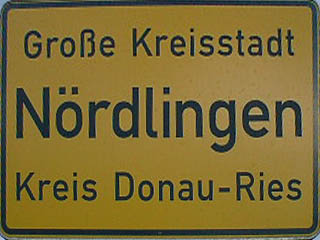 Große Kreisstadt
Nördlingen
Kreis Donau-Ries